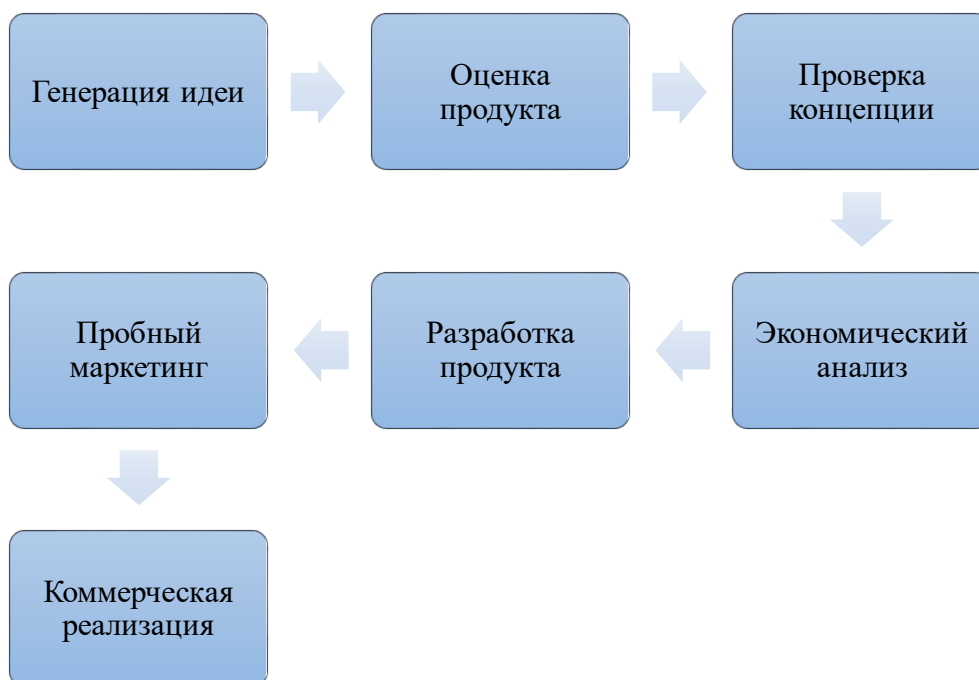 Генерация идеи
Оценка
продукта
Проверка
концепции
Экономический
анализ
Разработка
продукта
Пробный
маркетинг
Коммерческая
реализация